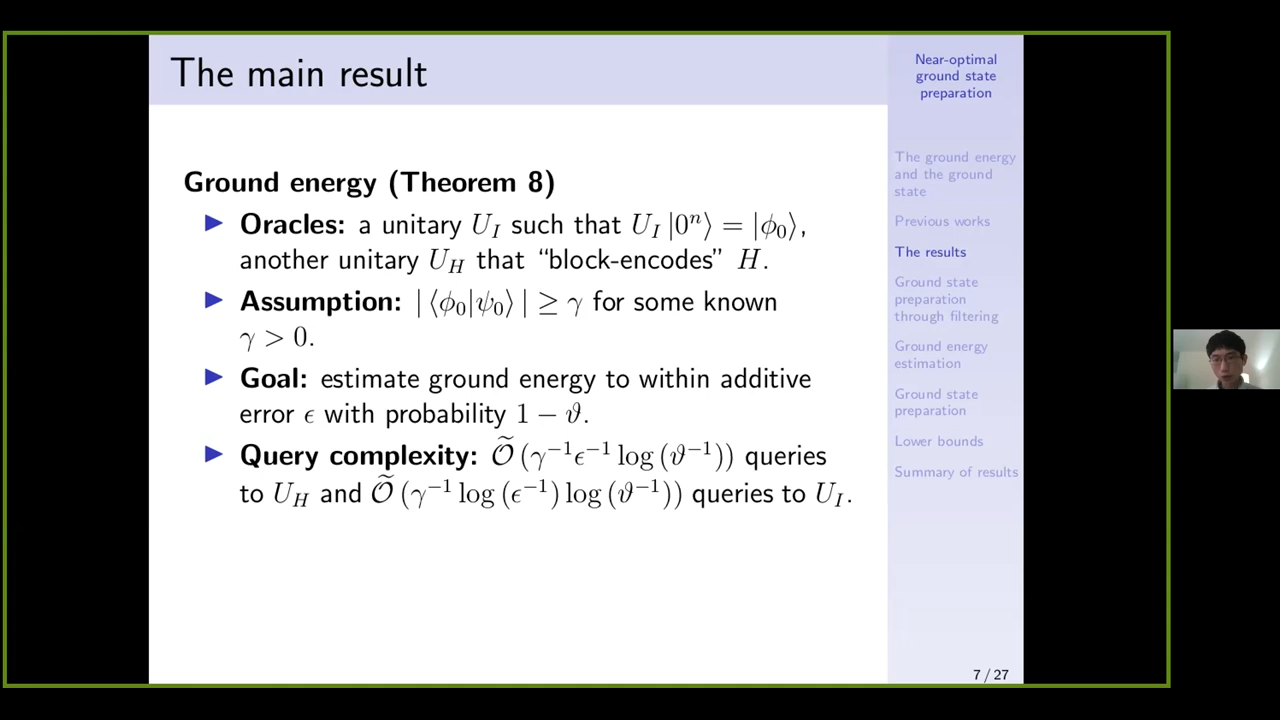 The main result
Ground energy (Theorem 8)
▶ Oracles: a unitary U_I such that U_I |0^n⟩ = |ϕ_0⟩,
another unitary U_H that “block-encodes” H.
▶ Assumption: |⟨ϕ_0|ψ_0⟩| ≥ γ for some known
γ > 0.
▶ Goal: estimate ground energy to within additive
error ϵ with probability 1 − ϑ.
▶ Query complexity: Õ(γ^{−1}ϵ^{−1} log(ϑ^{−1})) queries
to U_H and Õ(γ^{−1} log(ϵ^{−1}) log(ϑ^{−1})) queries to U_I.
Near-optimal
ground state
preparation
The ground energy
and the ground
state
Previous works
The results
Ground state
preparation
through filtering
Ground energy
estimation
Ground state
preparation
Lower bounds
Summary of results
7 / 27